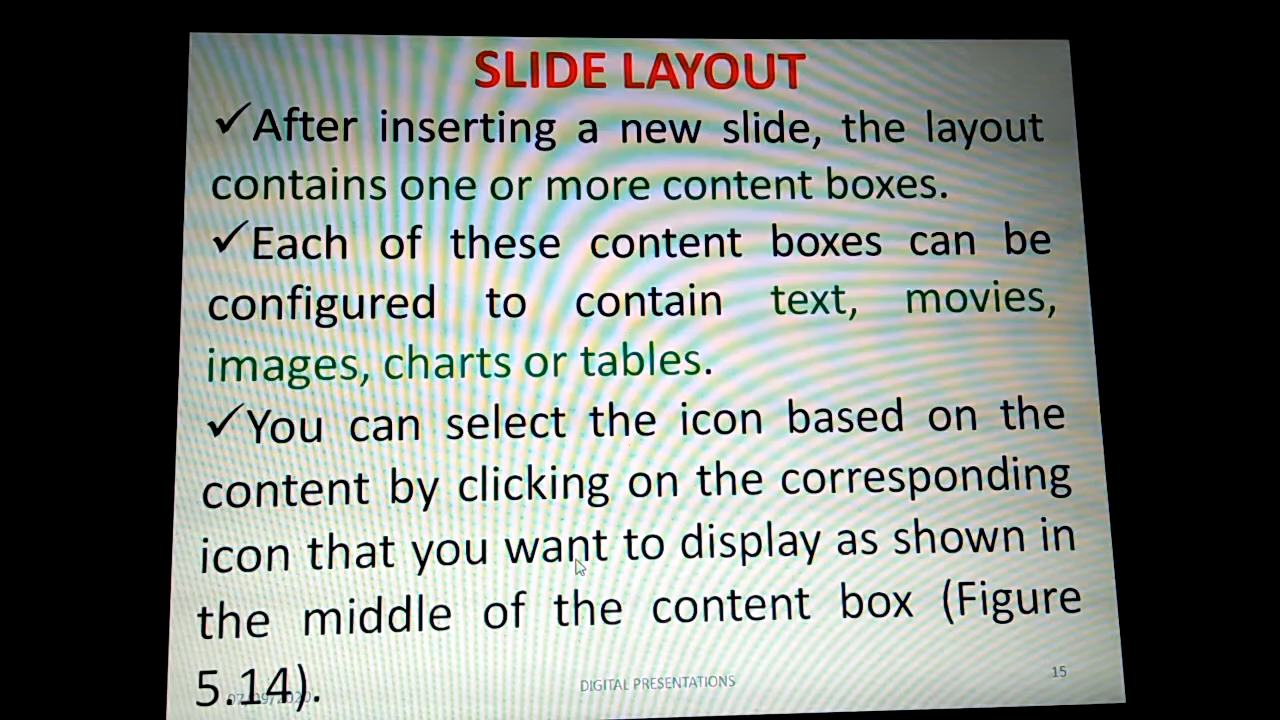 SLIDE LAYOUT
✓After inserting a new slide, the layout
contains one or more content boxes.
✓Each of these content boxes can be
configured to contain text, movies,
images, charts or tables.
✓You can select the icon based on the
content by clicking on the corresponding
icon that you want to display as shown in
the middle of the content box (Figure
5.14).
DIGITAL PRESENTATIONS
15